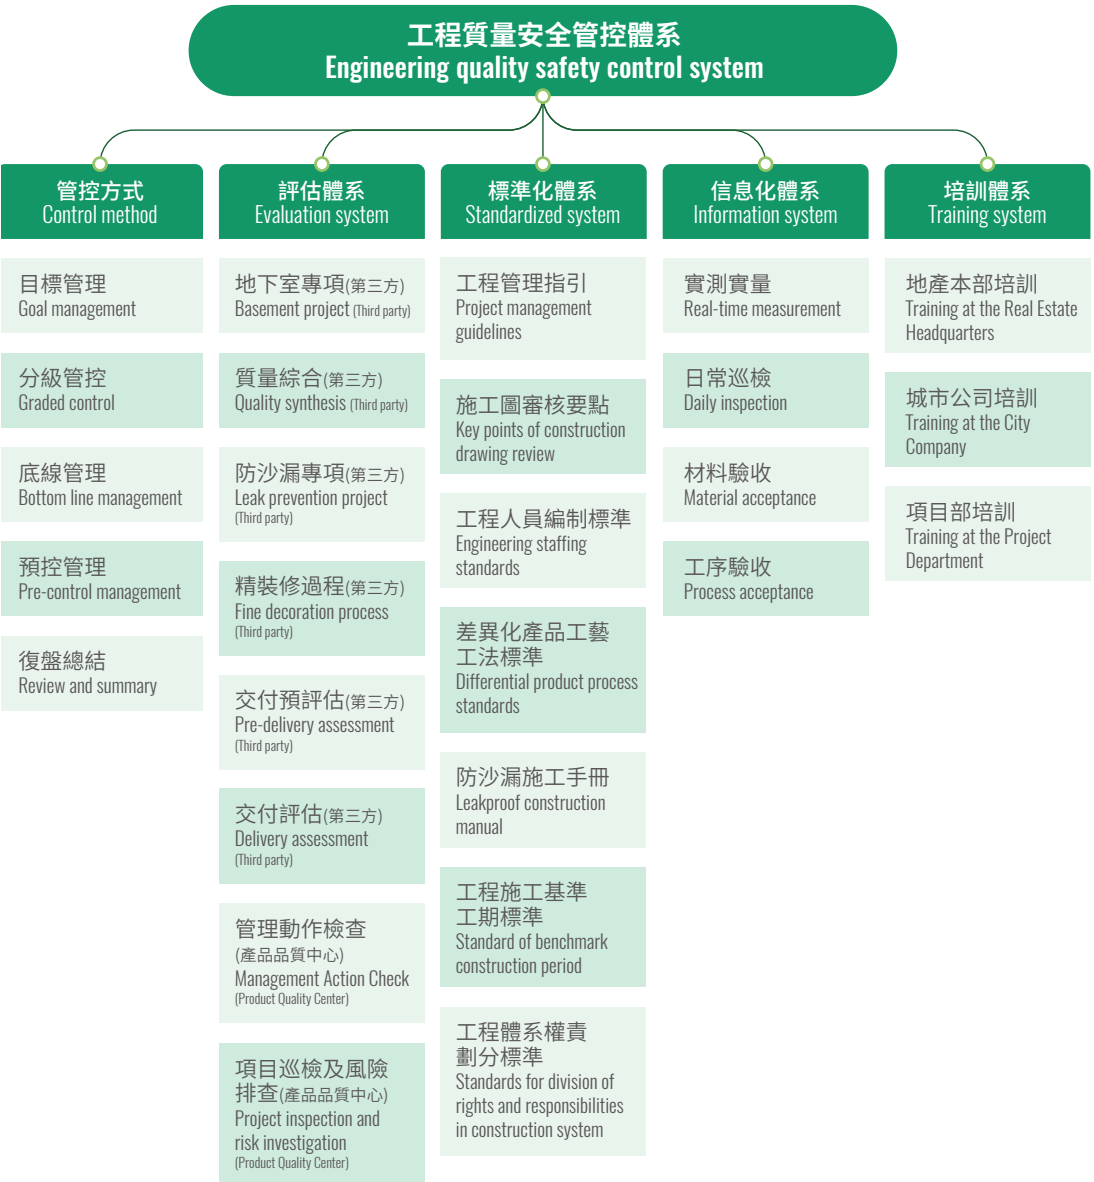 工程質量安全管控體系
Engineering quality safety control system
管控方式
Control method
目標管理
Goal management
分級管控
Graded control
底線管理
Bottom line management
預控管理
Pre-control management
復盤總結
Review and summary
評估體系
Evaluation system
地下室專項(第三方)
Basement project (Third party)
質量綜合(第三方)
Quality synthesis (Third party)
防沙漏專項(第三方)
Leak prevention project
(Third party)
精裝修過程(第三方)
Fine decoration process
(Third party)
交付預評估(第三方)
Pre-delivery assessment
(Third party)
交付評估(第三方)
Delivery assessment
(Third party)
管理動作檢查
(產品品質中心)
Management Action Check
(Product Quality Center)
項目巡檢及風險
排查(產品品質中心)
Project inspection and
risk investigation
(Product Quality Center)
標準化體系
Standardized system
工程管理指引
Project management
guidelines
施工圖審核要點
Key points of construction
drawing review
工程人員編制標準
Engineering staffing
standards
差異化產品工藝
工法標準
Differential product process
standards
防沙漏施工手冊
Leakproof construction
manual
工程施工基準
工期標準
Standard of benchmark
construction period
工程體系權責
劃分標準
Standards for division of
rights and responsibilities
in construction system
信息化體系
Information system
實測實量
Real-time measurement
日常巡檢
Daily inspection
材料驗收
Material acceptance
工序驗收
Process acceptance
培訓體系
Training system
地產本部培訓
Training at the Real Estate
Headquarters
城市公司培訓
Training at the City
Company
項目部培訓
Training at the Project
Department